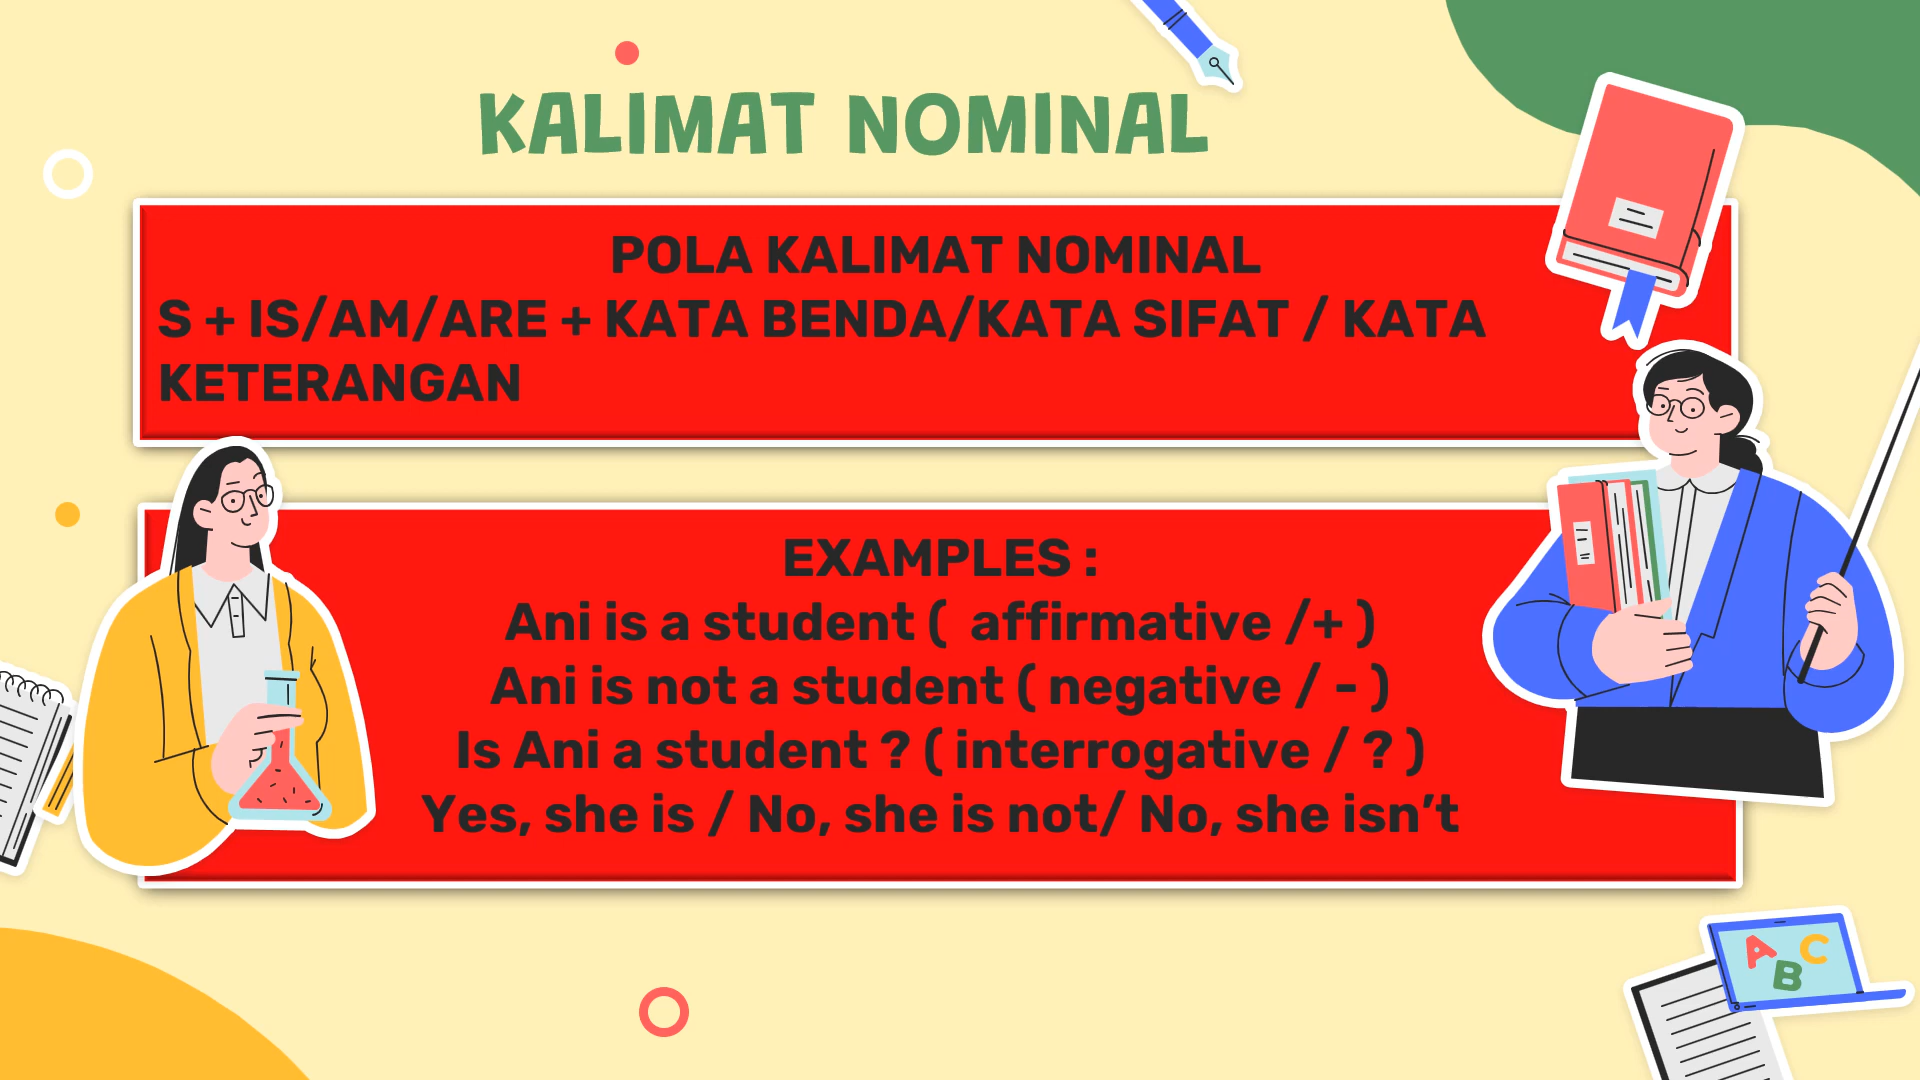 KALIMAT NOMINAL
POLA KALIMAT NOMINAL
S + IS/AM/ARE + KATA BENDA/KATA SIFAT / KATA
KETERANGAN
EXAMPLES :
Ani is a student (  affirmative /+ )
Ani is not a student ( negative / - )
Is Ani a student ? ( interrogative / ? )
Yes, she is / No, she is not/ No, she isn’t
A B C